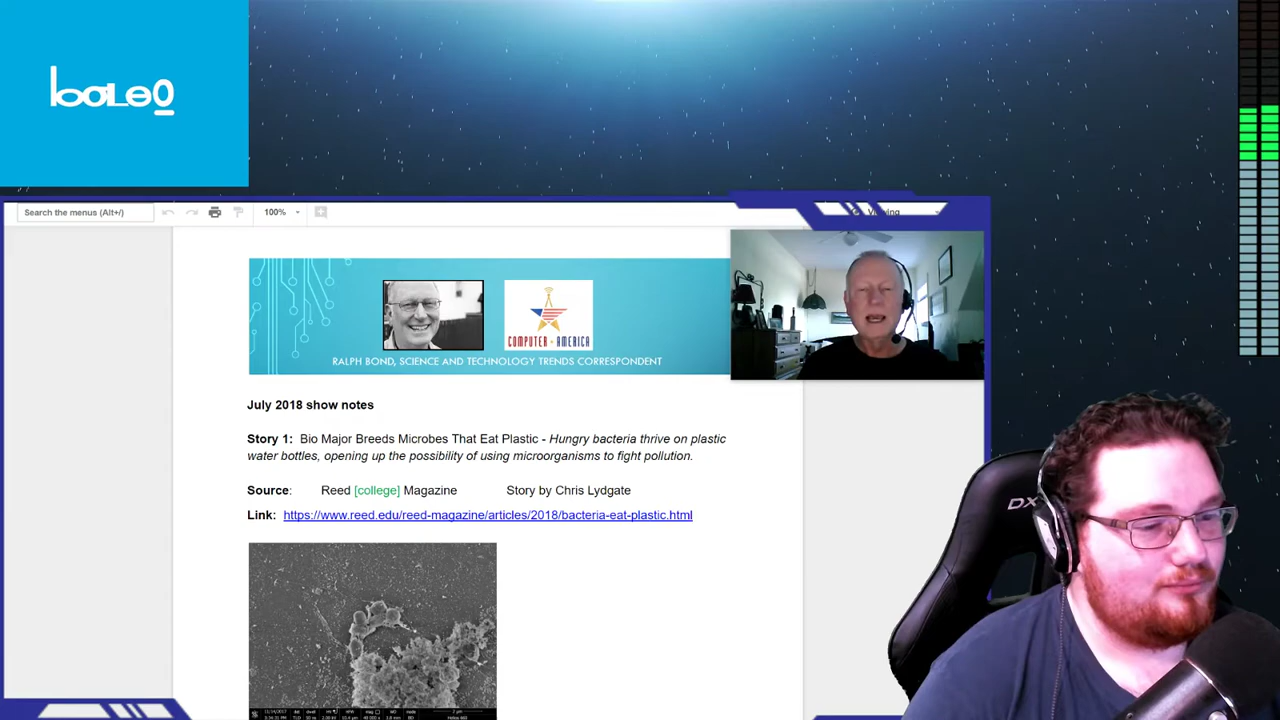 boleo
Search the menus (Alt+/)
100%
Viewing
COMPUTER AMERICA
RALPH BOND, SCIENCE AND TECHNOLOGY TRENDS CORRESPONDENT
July 2018 show notes
Story 1: Bio Major Breeds Microbes That Eat Plastic - Hungry bacteria thrive on plastic
water bottles, opening up the possibility of using microorganisms to fight pollution.
Source: Reed [college] Magazine Story by Chris Lydgate
Link: https://www.reed.edu/reed-magazine/articles/2018/bacteria-eat-plastic.html
DX